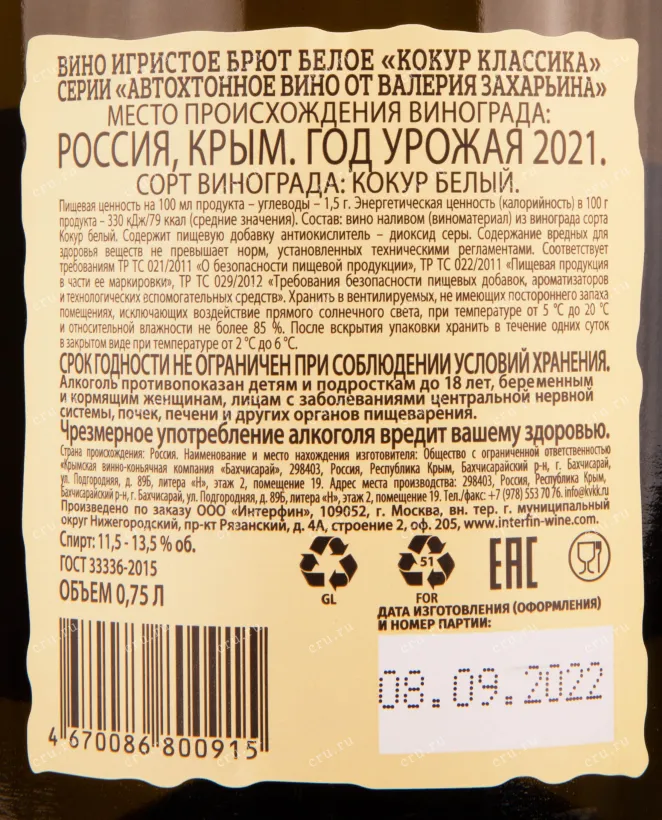 ВИНО ИГРИСТОЕ БРЮТ БЕЛОЕ «КОКУР КЛАССИКА»
СЕРИИ «АВТОХТОННОЕ ВИНО ОТ ВАЛЕРИЯ ЗАХАРЬИНА»
МЕСТО ПРОИСХОЖДЕНИЯ ВИНОГРАДА:
РОССИЯ, КРЫМ. ГОД УРОЖАЯ 2021.
СОРТ ВИНОГРАДА: КОКУР БЕЛЫЙ.
Пищевая ценность на 100 мл продукта – углеводы – 1,5 г. Энергетическая ценность (калорийность) в 100 г
продукта – 330 кДж/79 ккал (средние значения). Состав: вино наливом (виноматериал) из винограда сорта
Кокур белый. Содержит пищевую добавку антиокислитель – диоксид серы. Содержание вредных для
здоровья веществ не превышает норм, установленных техническими регламентами. Соответствует
требованиям ТР ТС 021/2011 «О безопасности пищевой продукции», ТР ТС 022/2011 «Пищевая продукция
в части ее маркировки», ТР ТС 029/2012 «Требования безопасности пищевых добавок, ароматизаторов
и технологических вспомогательных средств». Хранить в вентилируемых, не имеющих постороннего запаха
помещениях, исключающих воздействие прямого солнечного света, при температуре от 5 °С до 20 °С
и относительной влажности не более 85 %. После вскрытия упаковки хранить в течение одних суток
в закрытом виде при температуре от 2 °С до 6 °С.
СРОК ГОДНОСТИ НЕ ОГРАНИЧЕН ПРИ СОБЛЮДЕНИИ УСЛОВИЙ ХРАНЕНИЯ.
Алкоголь противопоказан детям и подросткам до 18 лет, беременным
и кормящим женщинам, лицам с заболеваниями центральной нервной
системы, почек, печени и других органов пищеварения.
Чрезмерное употребление алкоголя вредит вашему здоровью.
Страна происхождения: Россия. Наименование и место нахождения изготовителя: Общество с ограниченной ответственностью
«Крымская винно-коньячная компания «Бахчисарай», 298403, Россия, Республика Крым, Бахчисарайский р-н, г. Бахчисарай,
ул. Подгородняя, д. 89Б, литера «Н», этаж 2, помещение 19. Адрес места производства: 298403, Россия, Республика Крым,
Бахчисарайский р-н, г. Бахчисарай, ул. Подгородняя, д. 89Б, литера «Н», этаж 2, помещение 19. Тел./факс: +7 (978) 553 70 76. info@kvkk.ru
Произведено по заказу ООО «Интерфин», 109052, г. Москва, вн. тер. г. муниципальный
округ Нижегородский, пр-кт Рязанский, д. 4А, строение 2, оф. 205, www.interfin-wine.com.
Спирт: 11,5 - 13,5 % об.
ГОСТ 33336-2015
ОБЪЕМ 0,75 Л
GL
51
FOR
EAC
ДАТА ИЗГОТОВЛЕНИЯ (ОФОРМЛЕНИЯ)
И НОМЕР ПАРТИИ:
08.09.2022
4 670086 800915
cru.ru